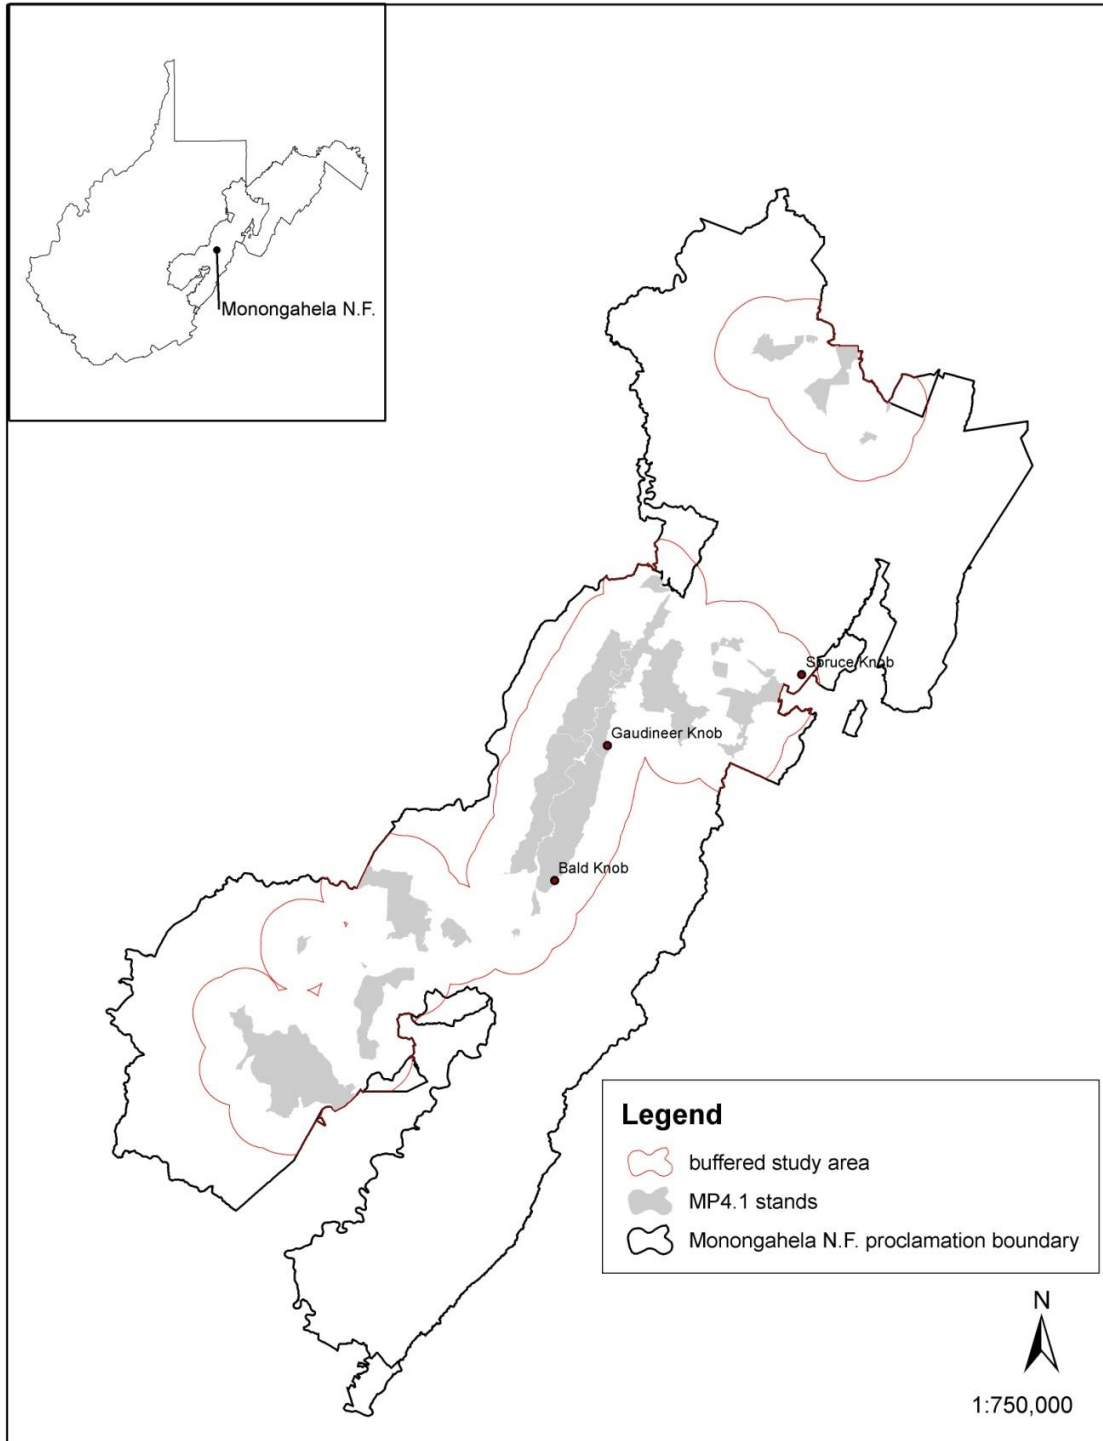 Monongahela N.F.
Spruce Knob
Gaudineer Knob
Bald Knob
Legend
buffered study area
MP4.1 stands
Monongahela N.F. proclamation boundary
N
1:750,000